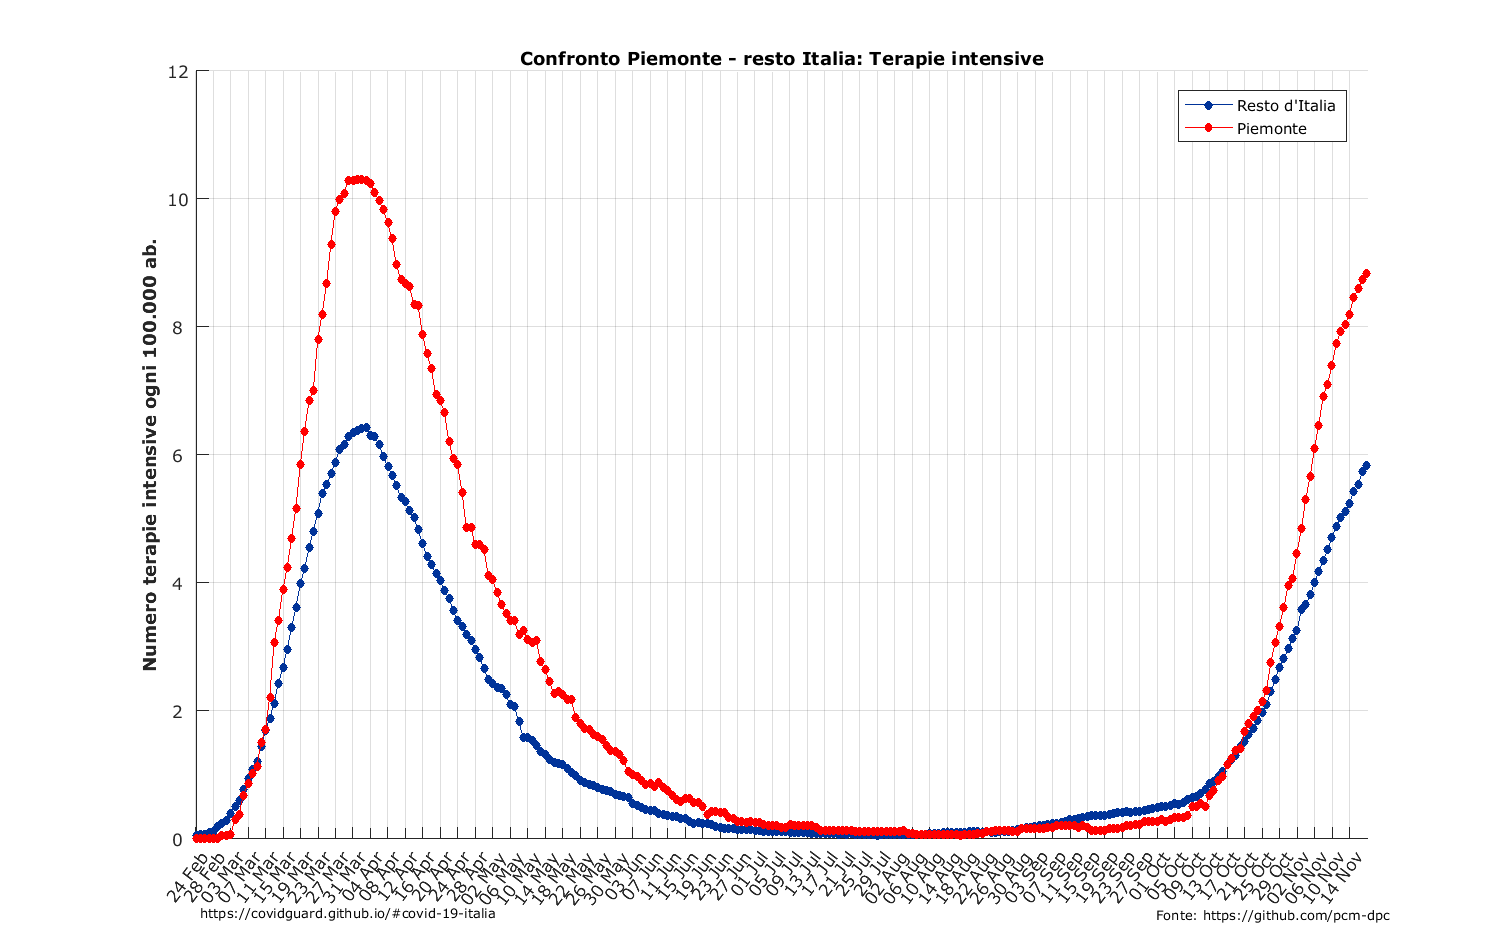 Confronto Piemonte - resto Italia: Terapie intensive
Resto d'Italia
Piemonte
Numero terapie intensive ogni 100.000 ab.
12
10
8
6
4
2
0
24 Feb
28 Feb
03 Mar
07 Mar
11 Mar
15 Mar
19 Mar
23 Mar
27 Mar
31 Mar
04 Apr
08 Apr
12 Apr
16 Apr
20 Apr
24 Apr
28 Apr
02 May
06 May
10 May
14 May
18 May
22 May
26 May
30 May
03 Jun
07 Jun
11 Jun
15 Jun
19 Jun
23 Jun
27 Jun
01 Jul
05 Jul
09 Jul
13 Jul
17 Jul
21 Jul
25 Jul
29 Jul
02 Aug
06 Aug
10 Aug
14 Aug
18 Aug
22 Aug
26 Aug
30 Aug
03 Sep
07 Sep
11 Sep
15 Sep
19 Sep
23 Sep
27 Sep
01 Oct
05 Oct
09 Oct
13 Oct
17 Oct
21 Oct
25 Oct
29 Oct
02 Nov
06 Nov
10 Nov
14 Nov
https://covidguard.github.io/#covid-19-italia
Fonte: https://github.com/pcm-dpc